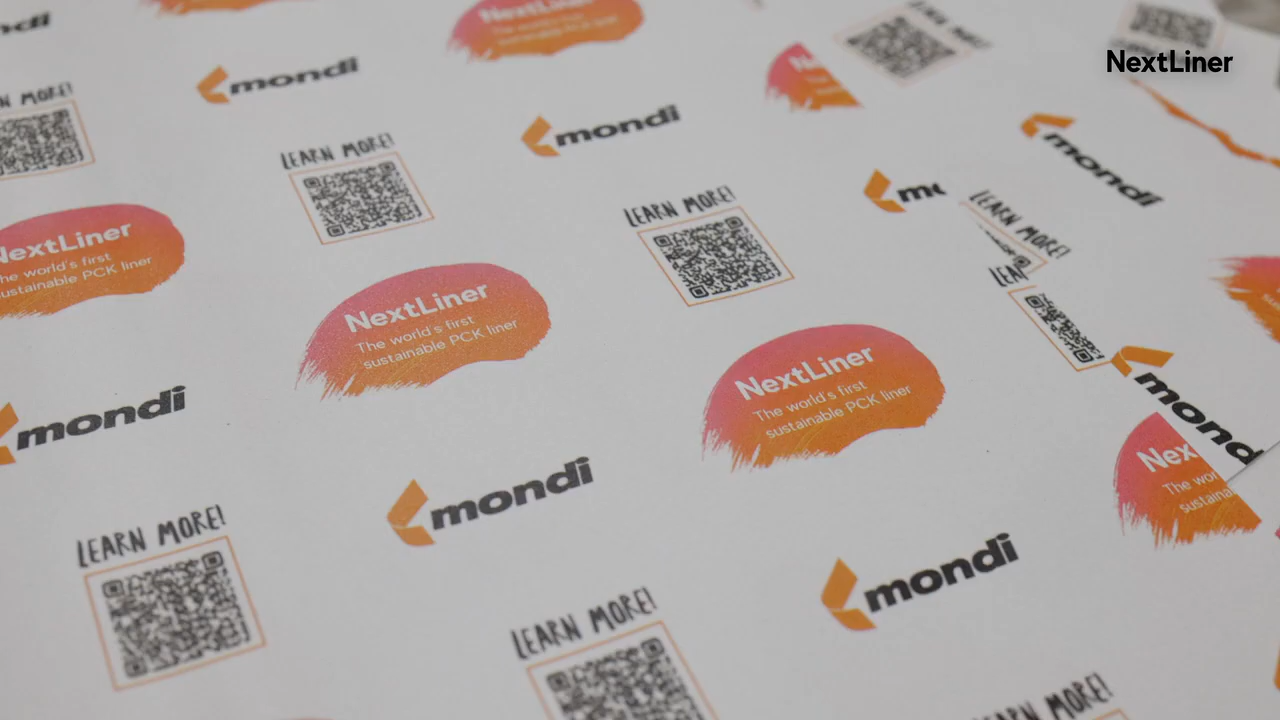 NextLiner
NextLiner
mondi
mondi
N MORE!
LEARN MORE!
mondi
LEARN MORE!
LEARN MORE!
NextLiner
The world's first
sustainable PCK liner
NextLiner
The world's first
sustainable PCK liner
NextLiner
The world's first
sustainable PCK liner
mondi
mondi
mondi
mondi
LEARN MORE!
LEARN MORE!